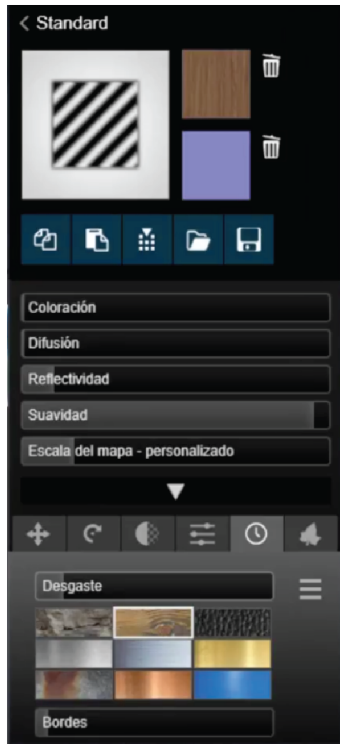 Standard
Coloración
Difusión
Reflectividad
Suavidad
Escala del mapa - personalizado
Desgaste
Bordes